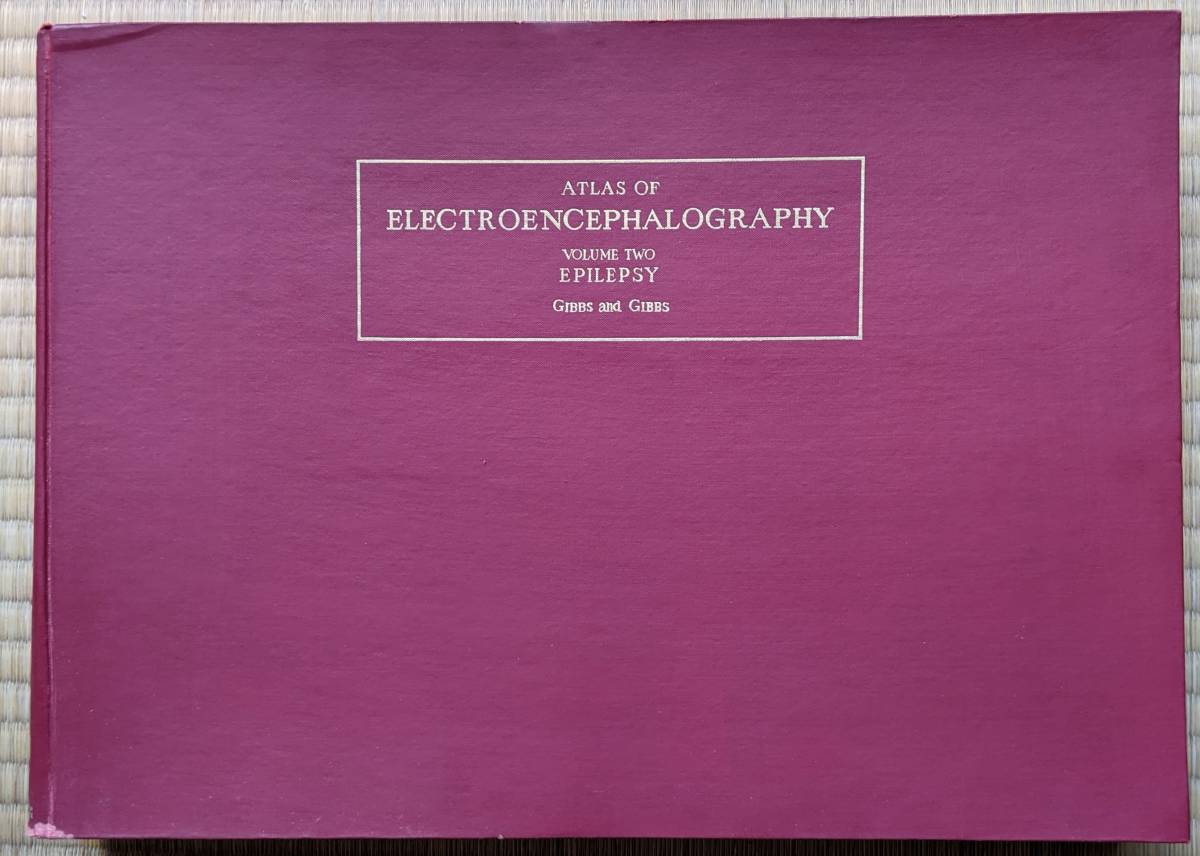 ATLAS OF
ELECTROENCEPHALOGRAPHY
VOLUME TWO
EPILEPSY
GIBBS and GIBBS